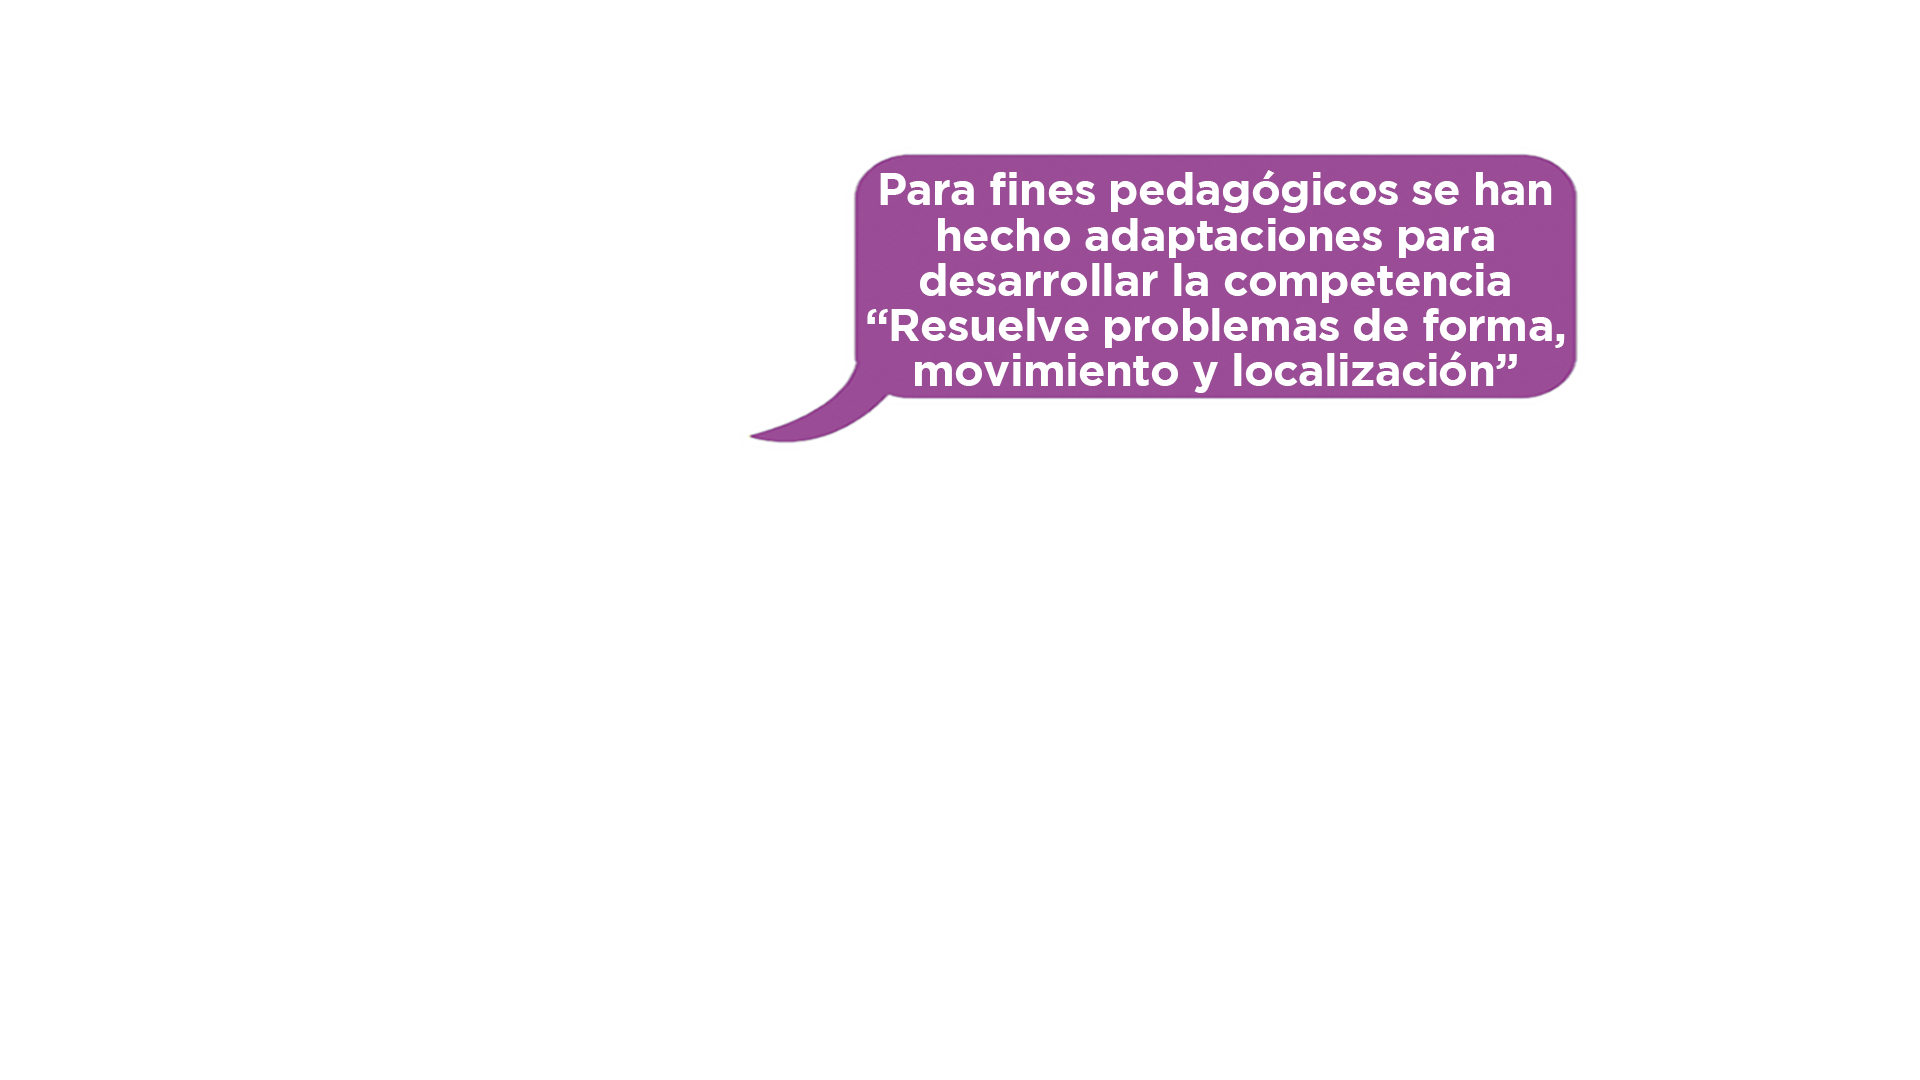 Para fines pedagógicos se han
hecho adaptaciones para
desarrollar la competencia
“Resuelve problemas de forma,
movimiento y localización”